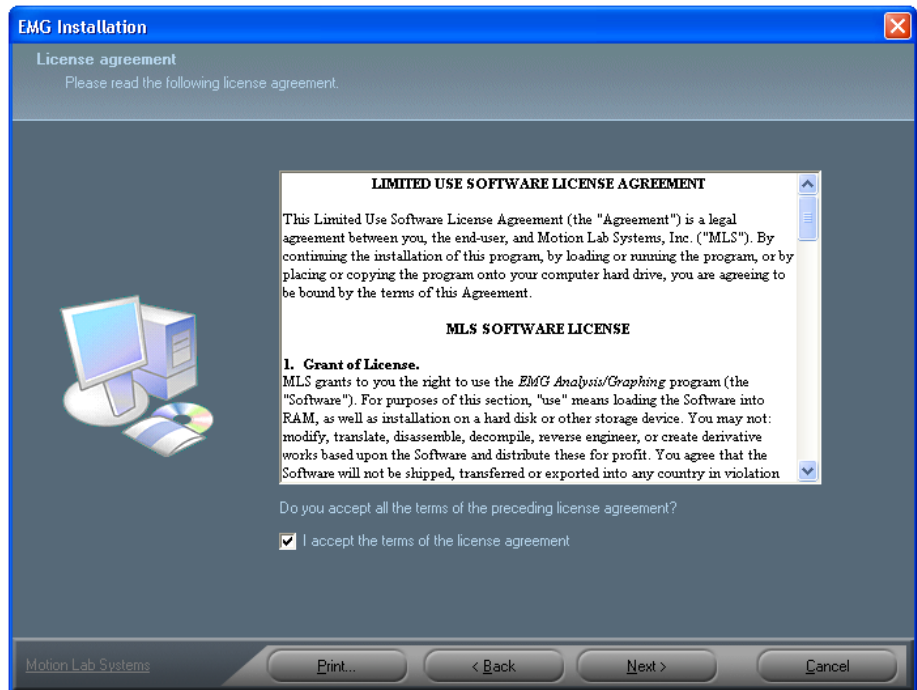 EMG Installation
License agreement
Please read the following license agreement.
LIMITED USE SOFTWARE LICENSE AGREEMENT
This Limited Use Software License Agreement (the "Agreement") is a legal
agreement between you, the end-user, and Motion Lab Systems, Inc. ("MLS"). By
continuing the installation of this program, by loading or running the program, or by
placing or copying the program onto your computer hard drive, you are agreeing to
be bound by the terms of this Agreement.
MLS SOFTWARE LICENSE
1. Grant of License.
MLS grants to you the right to use the EMG Analysis/Graphing program (the
"Software"). For purposes of this section, "use" means loading the Software into
RAM, as well as installation on a hard disk or other storage device. You may not:
modify, translate, disassemble, decompile, reverse engineer, or create derivative
works based upon the Software and distribute these for profit. You agree that the
Software will not be shipped, transferred or exported into any country in violation
Do you accept all the terms of the preceding license agreement?
I accept the terms of the license agreement
Motion Lab Systems
Print...
< Back
Next >
Cancel